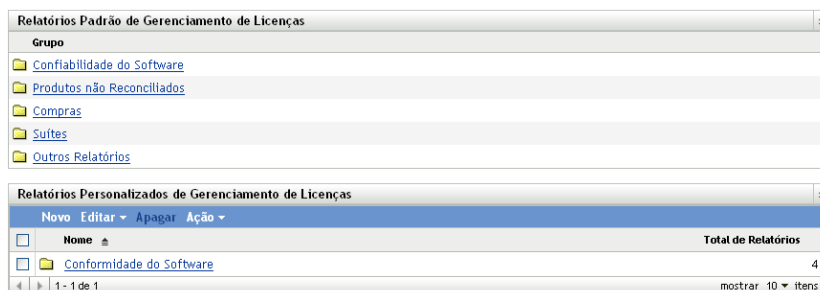 Relatórios Padrão de Gerenciamento de Licenças
Grupo
Confiabilidade do Software
Produtos não Reconciliados
Compras
Suítes
Outros Relatórios
Relatórios Personalizados de Gerenciamento de Licenças
Novo Editar Apagar Ação
Nome Total de Relatórios
Conformidade do Software 4
1 - 1 de 1 mostrar 10 itens